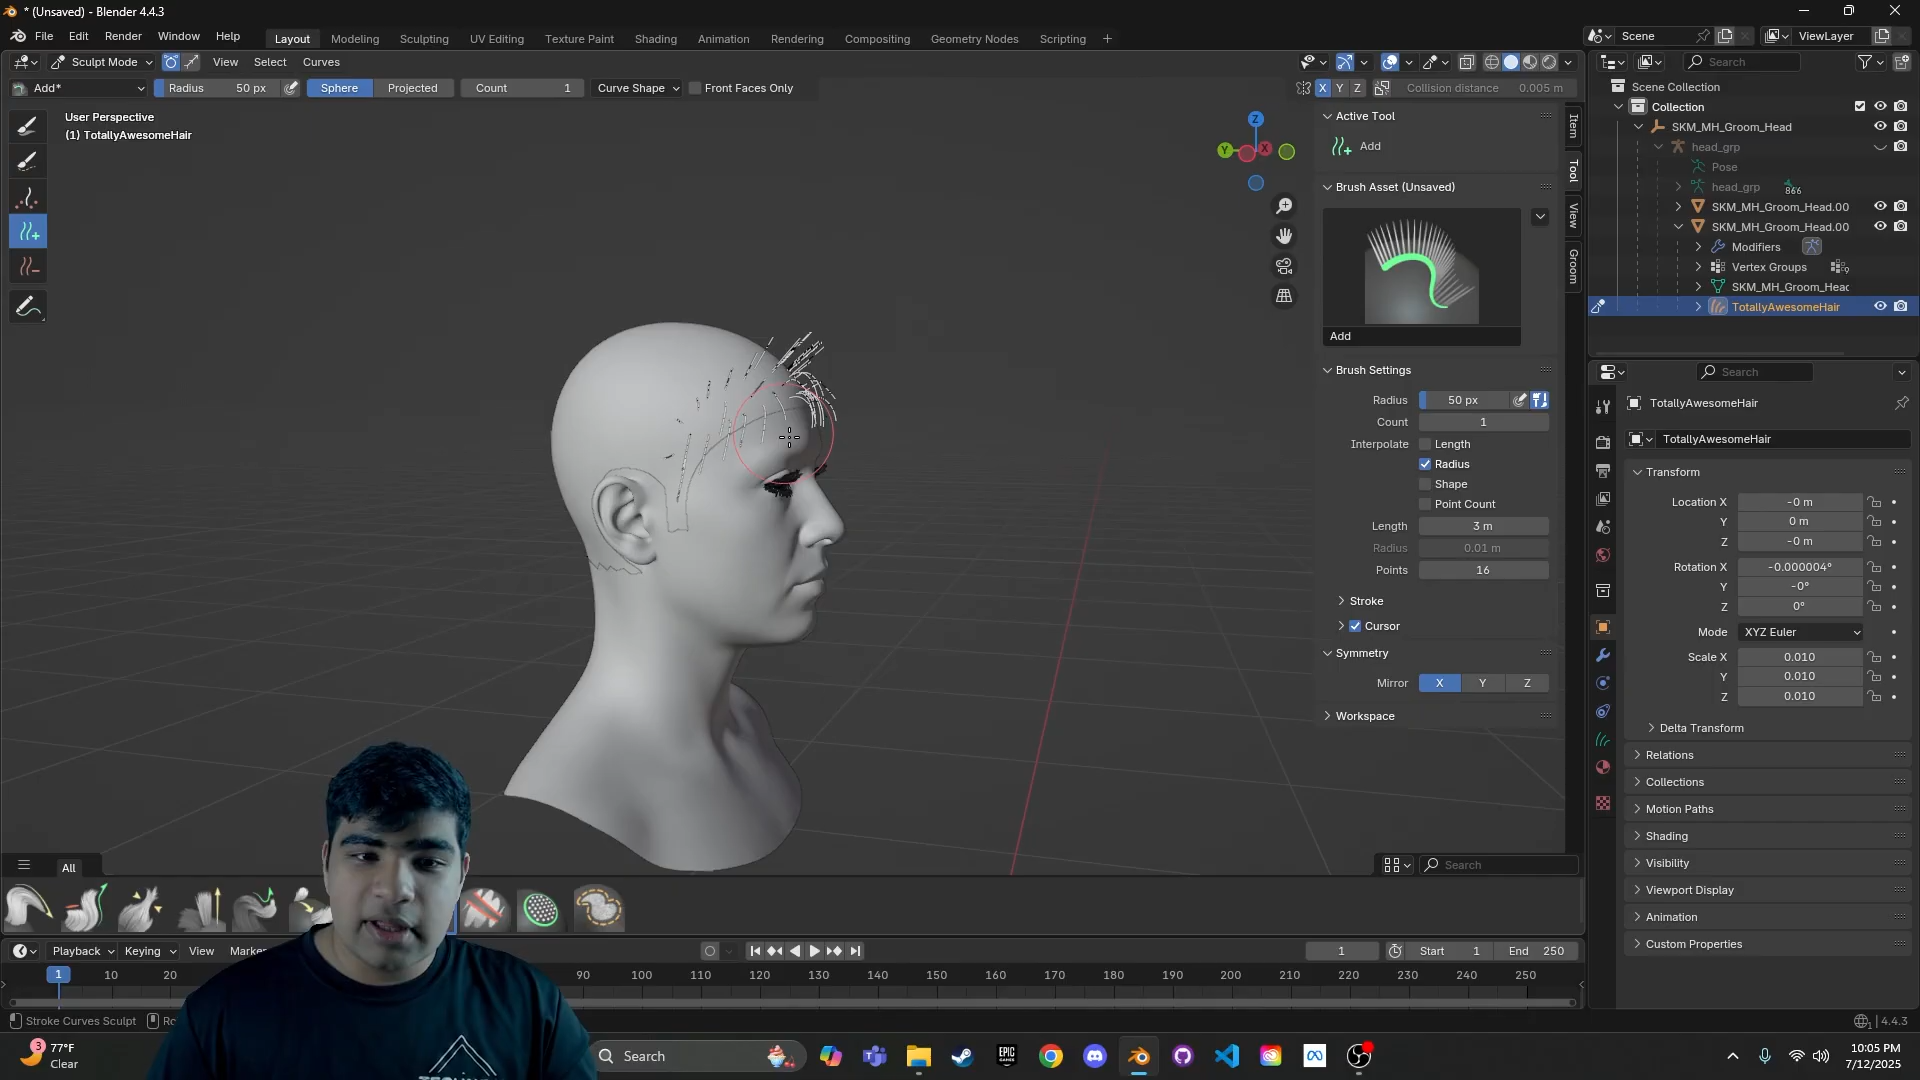 * (Unsaved) - Blender 4.4.3
File Edit Render Window Help
Layout Modeling Sculpting UV Editing Texture Paint Shading Animation Rendering Compositing Geometry Nodes Scripting
Scene
ViewLayer
Sculpt Mode
View Select Curves
Add*
Radius 50 px
Sphere Projected
Count 1
Curve Shape
Front Faces Only
X Y Z
Collision distance 0.005 m
User Perspective
(1) TotallyAwesomeHair
Z
Y
X
Item
Tool
View
Groom
Active Tool
Add
Brush Asset (Unsaved)
Add
Brush Settings
Radius 50 px
Count 1
Interpolate Length
Radius
Shape
Point Count
Length 3 m
Radius 0.01 m
Points 16
Stroke
Cursor
Symmetry
Mirror X Y Z
Workspace
Search
Scene Collection
Collection
SKM_MH_Groom_Head
head_grp
Pose
head_grp 866
SKM_MH_Groom_Head.00
SKM_MH_Groom_Head.00
Modifiers
Vertex Groups
SKM_MH_Groom_Head
TotallyAwesomeHair
Search
TotallyAwesomeHair
TotallyAwesomeHair
Transform
Location X -0 m
Y 0 m
Z -0 m
Rotation X -0.000004°
Y -0°
Z 0°
Mode XYZ Euler
Scale X 0.010
Y 0.010
Z 0.010
Delta Transform
Relations
Collections
Motion Paths
Shading
Visibility
Viewport Display
Animation
Custom Properties
All
Search
Playback Keying View Marker
1
Start 1
End 250
1 10 20 90 100 110 120 130 140 150 160 170 180 190 200 210 220 230 240 250
Stroke Curves Sculpt
4.4.3
3
77°F
Clear
Search
EPIC GAMES
10:05 PM
7/12/2025